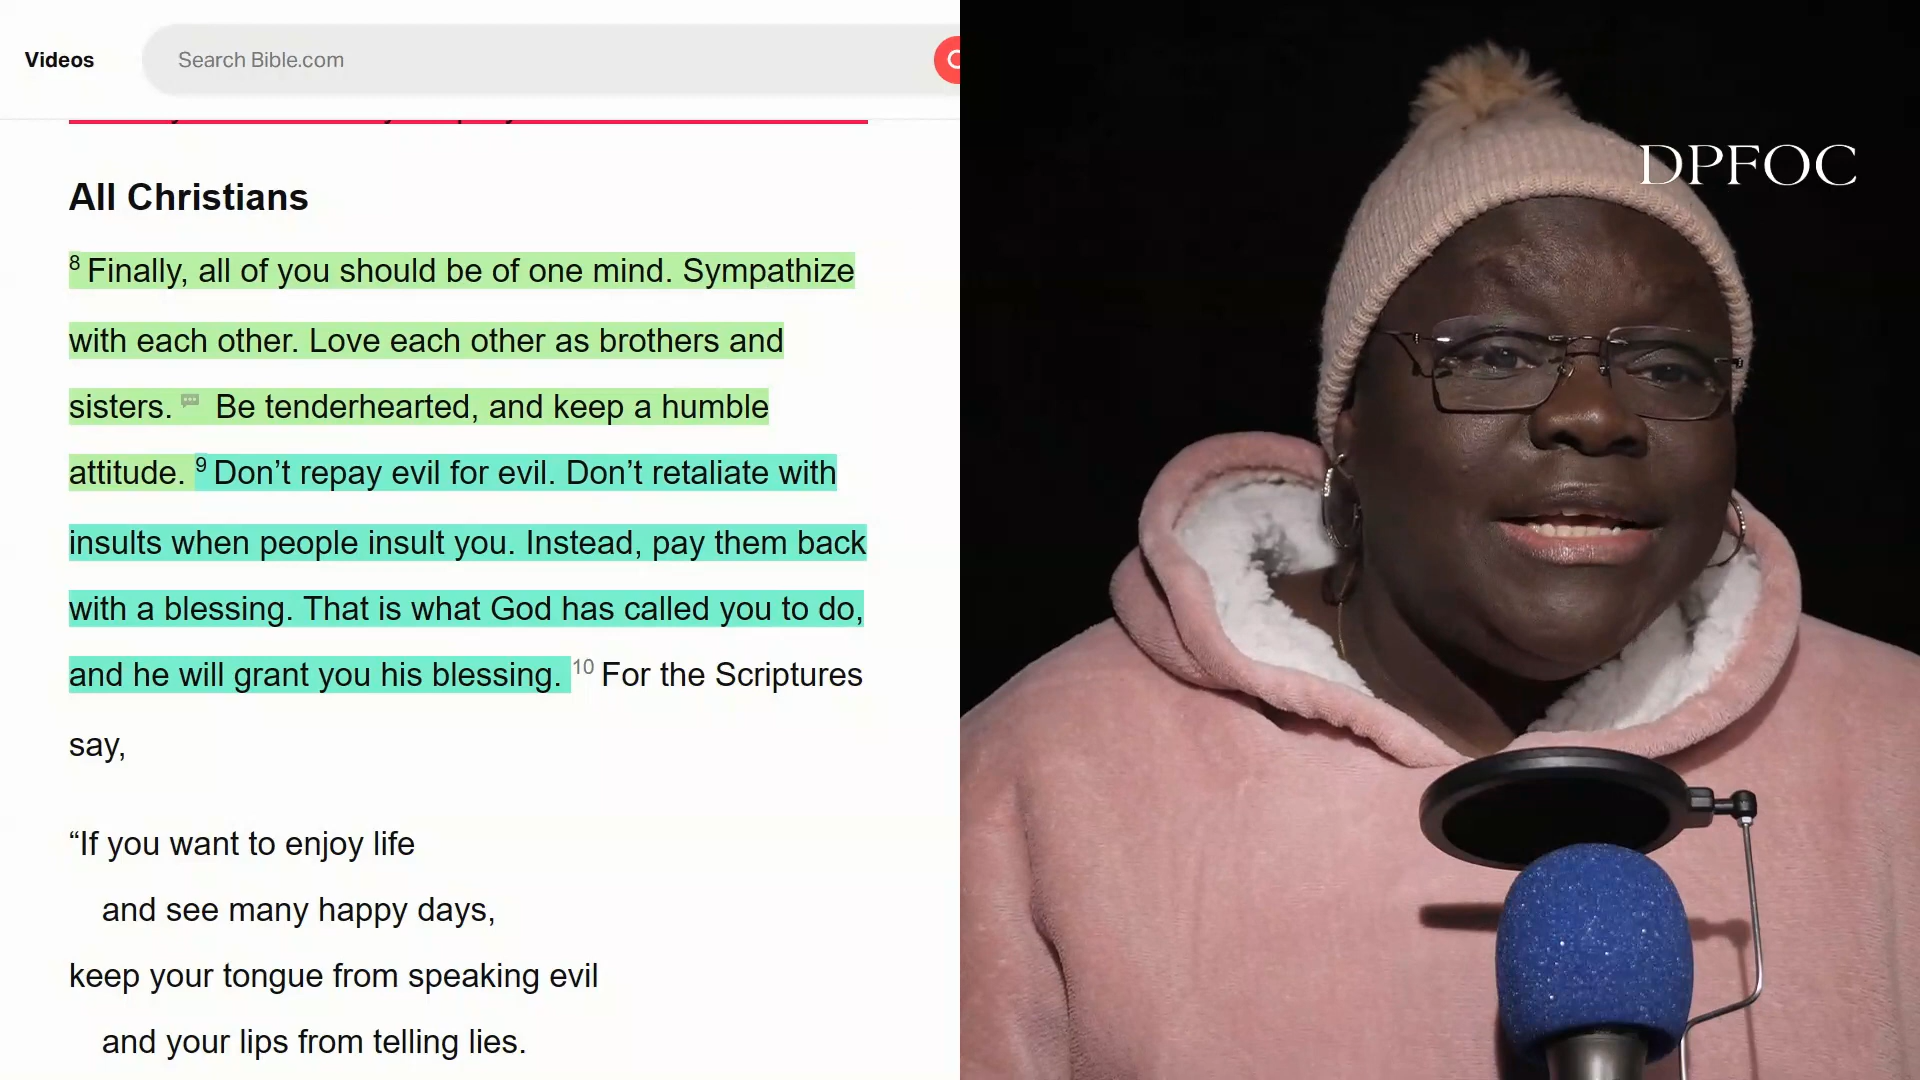 Videos
Search Bible.com
All Christians
8 Finally, all of you should be of one mind. Sympathize
with each other. Love each other as brothers and
sisters. Be tenderhearted, and keep a humble
attitude. 9 Don’t repay evil for evil. Don’t retaliate with
insults when people insult you. Instead, pay them back
with a blessing. That is what God has called you to do,
and he will grant you his blessing. 10 For the Scriptures
say,
“If you want to enjoy life
and see many happy days,
keep your tongue from speaking evil
and your lips from telling lies.
DPFOC